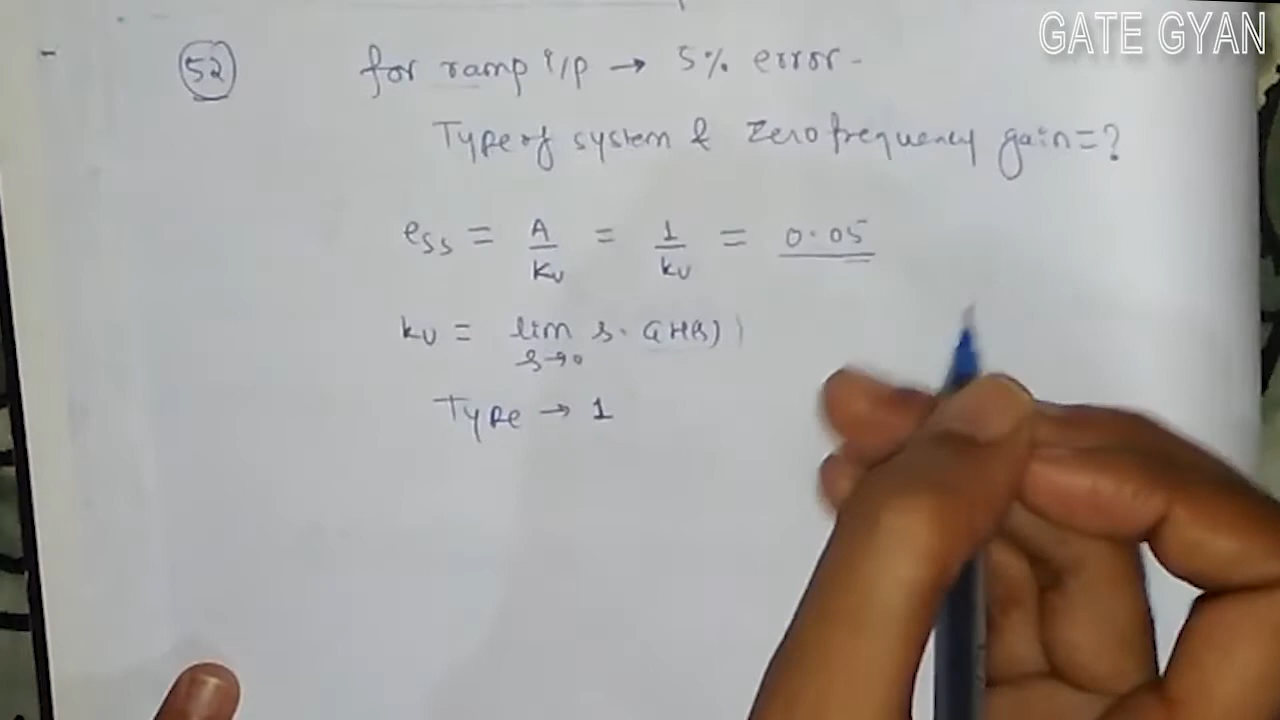 GATE GYAN
52 for ramp i/p → 5% error.
Type of system & Zero frequency gain = ?
ess = A/Kv = 1/Kv = 0.05
Kv = lim s→0 s. GH(s)
Type → 1